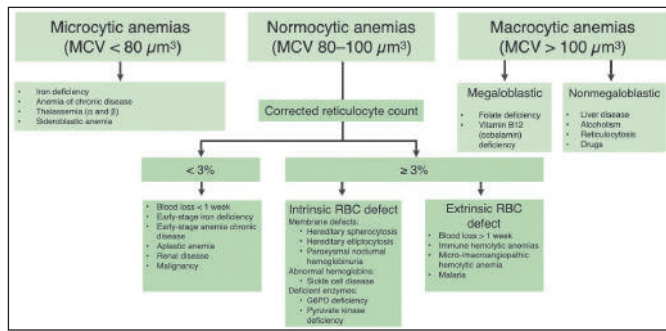 Microcytic anemias
(MCV < 80 µm³)
Normocytic anemias
(MCV 80–100 µm³)
Macrocytic anemias
(MCV > 100 µm³)
• Iron deficiency
• Anemia of chronic disease
• Thalassemia (α and β)
• Sideroblastic anemia
Corrected reticulocyte count
Megaloblastic
• Folate deficiency
• Vitamin B12
(cobalamin)
deficiency
Nonmegaloblastic
• Liver disease
• Alcoholism
• Reticulocytosis
• Drugs
< 3%
≥ 3%
• Blood loss < 1 week
• Early-stage iron deficiency
• Early-stage anemia chronic
disease
• Aplastic anemia
• Renal disease
• Malignancy
Intrinsic RBC defect
Membrane defects:
• Hereditary spherocytosis
• Hereditary elliptocytosis
• Paroxysmal nocturnal
hemoglobinuria
Abnormal hemoglobins:
• Sickle cell disease
Deficient enzymes:
• G6PD deficiency
• Pyruvate kinase
deficiency
Extrinsic RBC
defect
• Blood loss > 1 week
• Immune hemolytic anemias
• Micro-/macroangiopathic
hemolytic anemia
• Malaria